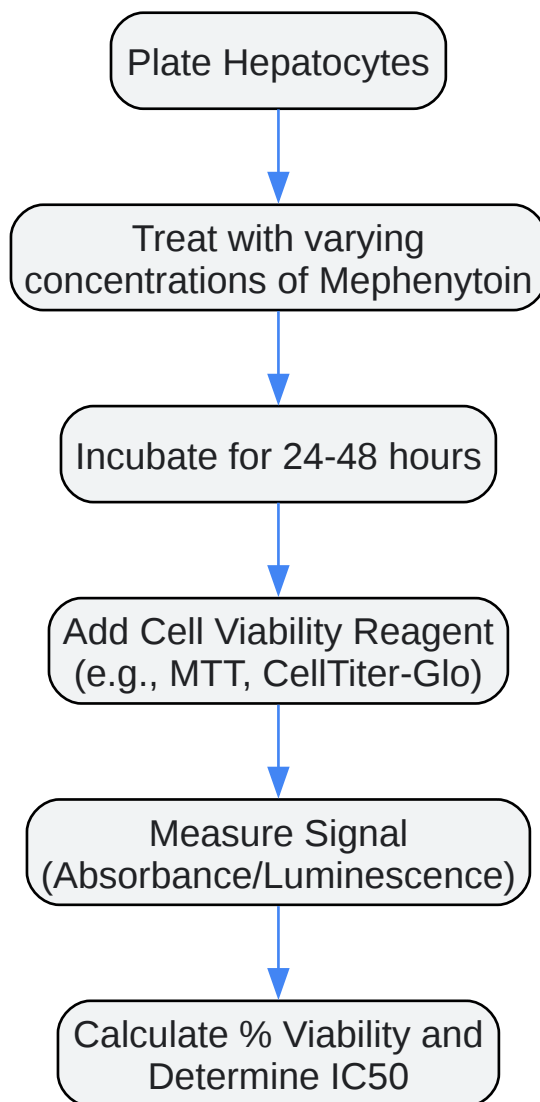 Plate Hepatocytes
Treat with varying
concentrations of Mephenytoin
Incubate for 24-48 hours
Add Cell Viability Reagent
(e.g., MTT, CellTiter-Glo)
Measure Signal
(Absorbance/Luminescence)
Calculate % Viability and
Determine IC50